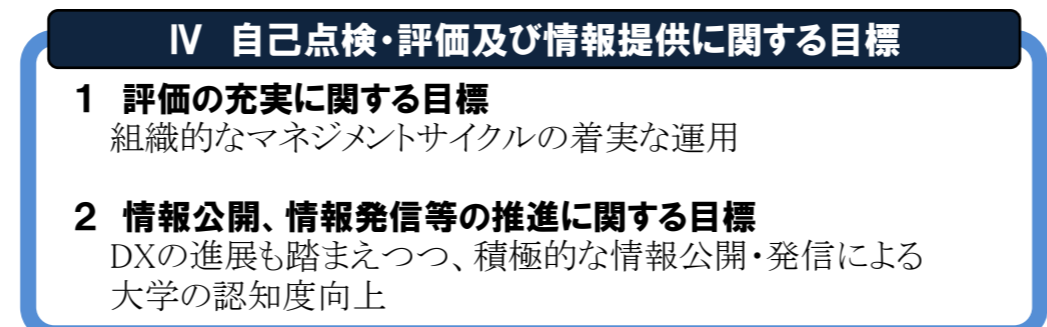 Ⅳ 自己点検・評価及び情報提供に関する目標
1 評価の充実に関する目標
組織的なマネジメントサイクルの着実な運用
2 情報公開、情報発信等の推進に関する目標
DXの進展も踏まえつつ、積極的な情報公開・発信による
大学の認知度向上